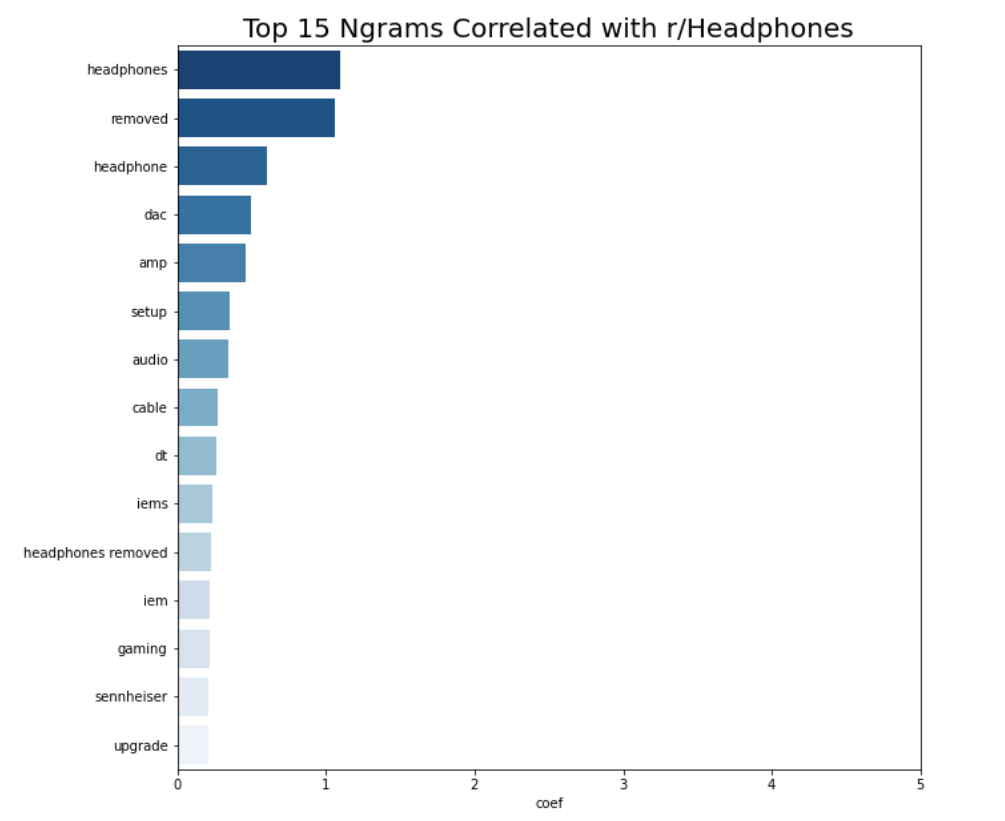 Top 15 Ngrams Correlated with r/Headphones
headphones
removed
headphone
dac
amp
setup
audio
cable
dt
iems
headphones removed
iem
gaming
sennheiser
upgrade
0 1 2 3 4 5
coef